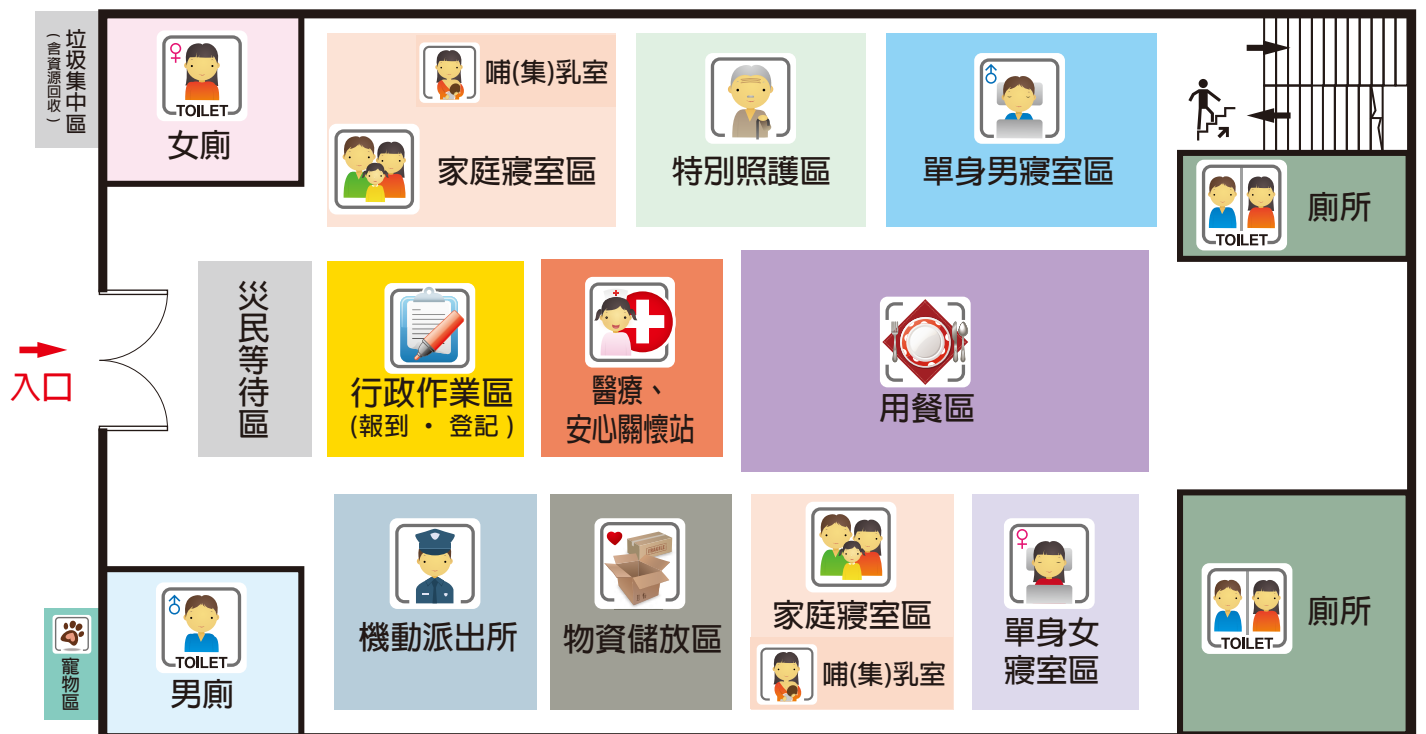 垃圾集中區
(含資源回收)
TOILET
女廁
哺(集)乳室
家庭寢室區
特別照護區
單身男寢室區
TOILET
廁所
入口
災民等待區
行政作業區
(報到 ・ 登記)
醫療、
安心關懷站
用餐區
寵物區
TOILET
男廁
機動派出所
物資儲放區
家庭寢室區
哺(集)乳室
單身女
寢室區
TOILET
廁所